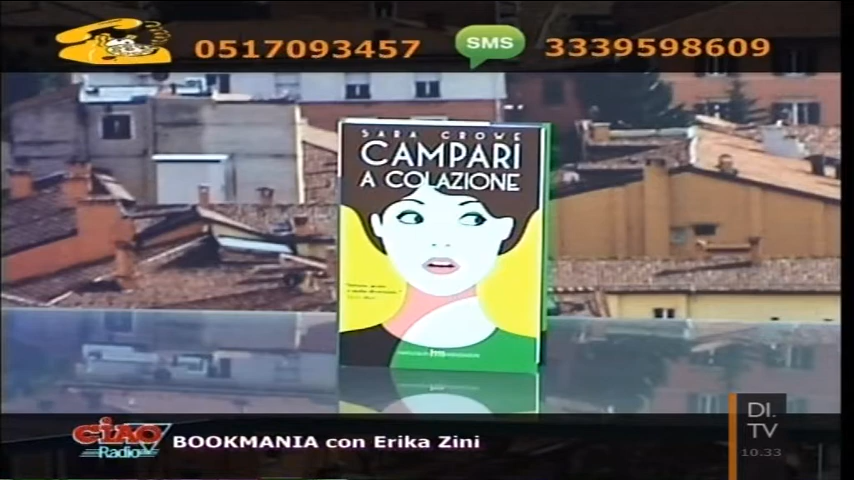 0517093457
SMS
3339598609
SARA CROWE
CAMPARI
A COLAZIONE
CIAO
Radio
BOOKMANIA con Erika Zini
DI.
TV
10.33